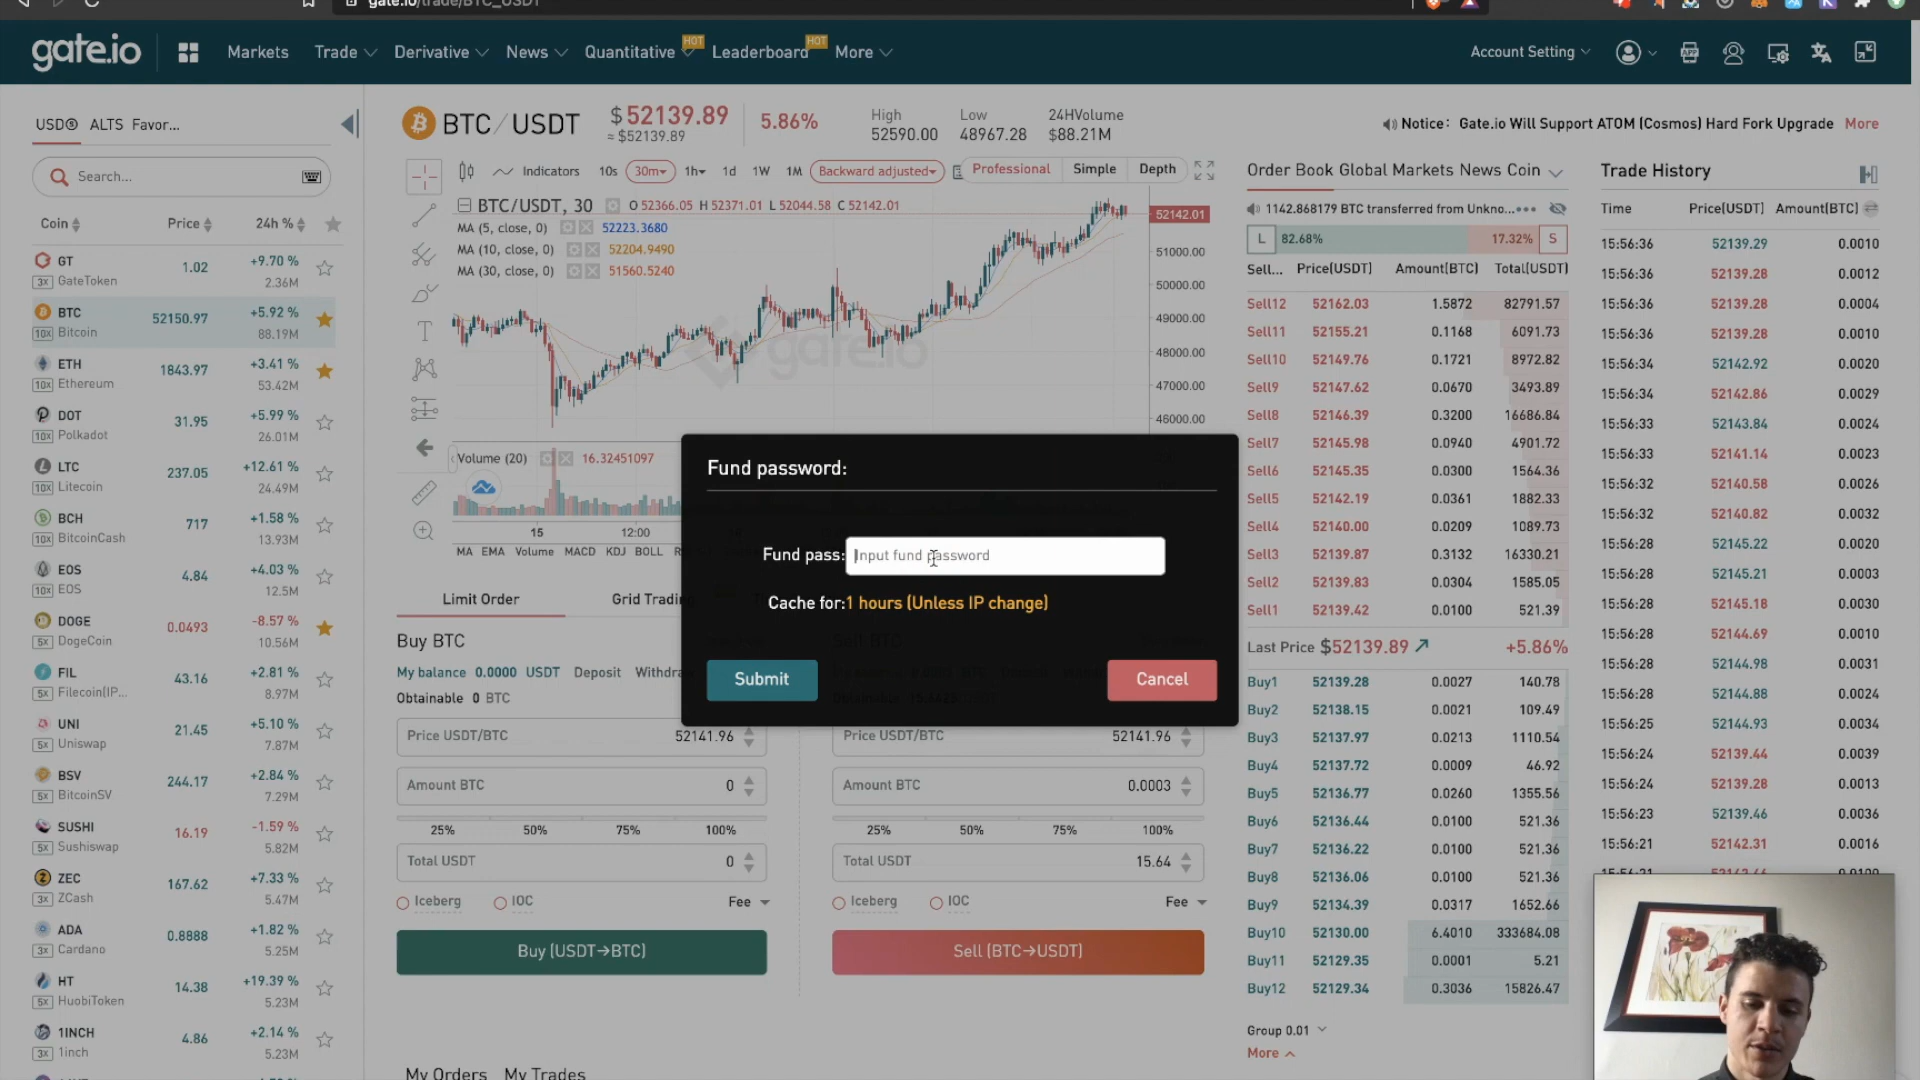 gate.io/trade/BTC_USDT
gate.io
Markets Trade Derivative News Quantitative HOT Leaderboard HOT More
Account Setting
USDⓈ ALTS Favor...
Search...
Coin Price 24h %
GT 1.02 +9.70 %
3X GateToken 2.36M
BTC 52150.97 +5.92 %
10X Bitcoin 88.19M
ETH 1843.97 +3.41 %
10X Ethereum 53.42M
DOT 31.95 +5.99 %
10X Polkadot 26.01M
LTC 237.05 +12.61 %
10X Litecoin 24.49M
BCH 717 +1.58 %
10X BitcoinCash 13.93M
EOS 4.84 +4.03 %
10X EOS 12.5M
DOGE 0.0493 -8.57 %
5X DogeCoin 10.56M
FIL 43.16 +2.81 %
5X Filecoin(IP... 8.97M
UNI 21.45 +5.10 %
5X Uniswap 7.87M
BSV 244.17 +2.84 %
5X BitcoinSV 7.29M
SUSHI 16.19 -1.59 %
5X Sushiswap 5.82M
ZEC 167.62 +7.33 %
5X ZCash 5.47M
ADA 0.8888 +1.82 %
3X Cardano 5.25M
HT 14.38 +19.39 %
5X HuobiToken 5.23M
1INCH 4.86 +2.14 %
3X 1inch 5.23M
BTC/USDT
$52139.89
≈ $52139.89
5.86%
High
52590.00
Low
48967.28
24HVolume
$88.21M
Notice: Gate.io Will Support ATOM (Cosmos) Hard Fork Upgrade More
Indicators 10s 30m 1h 1d 1W 1M Backward adjusted Professional Simple Depth
BTC/USDT, 30 O 52366.05 H 52371.01 L 52044.58 C 52142.01
MA (5, close, 0) 52223.3680
MA (10, close, 0) 52204.9490
MA (30, close, 0) 51560.5240
52142.01
51000.00
50000.00
49000.00
48000.00
47000.00
46000.00
gate.io
Volume (20) 16.32451097
15 12:00
MA EMA Volume MACD KDJ BOLL
Fund password:
Fund pass: Input fund password
Cache for:1 hours (Unless IP change)
Submit Cancel
Limit Order Grid Trading
Buy BTC
My balance 0.0000 USDT Deposit Withdra
Obtainable 0 BTC
Price USDT/BTC 52141.96
Amount BTC 0
25% 50% 75% 100%
Total USDT 0
Iceberg IOC Fee
Buy (USDT→BTC)
Sell BTC
Price USDT/BTC 52141.96
Amount BTC 0.0003
25% 50% 75% 100%
Total USDT 15.64
Iceberg IOC Fee
Sell (BTC→USDT)
My Orders My Trades
Order Book Global Markets News Coin
1142.868179 BTC transferred from Unkno...
L 82.68% 17.32% S
Sell... Price(USDT) Amount(BTC) Total(USDT)
Sell12 52162.03 1.5872 82791.57
Sell11 52155.21 0.1168 6091.73
Sell10 52149.76 0.1721 8972.82
Sell9 52147.62 0.0670 3493.89
Sell8 52146.39 0.3200 16686.84
Sell7 52145.98 0.0940 4901.72
Sell6 52145.35 0.0300 1564.36
Sell5 52142.19 0.0361 1882.33
Sell4 52140.00 0.0209 1089.73
Sell3 52139.87 0.3132 16330.21
Sell2 52139.83 0.0304 1585.05
Sell1 52139.42 0.0100 521.39
Last Price $52139.89 +5.86%
Buy1 52139.28 0.0027 140.78
Buy2 52138.15 0.0021 109.49
Buy3 52137.97 0.0213 1110.54
Buy4 52137.72 0.0009 46.92
Buy5 52136.77 0.0260 1355.56
Buy6 52136.44 0.0100 521.36
Buy7 52136.22 0.0100 521.36
Buy8 52136.06 0.0100 521.36
Buy9 52134.39 0.0317 1652.66
Buy10 52130.00 6.4010 333684.08
Buy11 52129.35 0.0001 5.21
Buy12 52129.34 0.3036 15826.47
Group 0.01
More
Trade History
Time Price(USDT) Amount(BTC)
15:56:36 52139.29 0.0010
15:56:36 52139.28 0.0012
15:56:36 52139.28 0.0004
15:56:36 52139.28 0.0010
15:56:34 52142.92 0.0020
15:56:34 52142.86 0.0029
15:56:33 52143.84 0.0024
15:56:33 52141.14 0.0023
15:56:32 52140.58 0.0026
15:56:32 52140.82 0.0032
15:56:28 52145.22 0.0020
15:56:28 52145.21 0.0003
15:56:28 52145.18 0.0030
15:56:28 52144.69 0.0010
15:56:28 52144.98 0.0031
15:56:28 52144.88 0.0024
15:56:25 52144.93 0.0034
15:56:24 52139.44 0.0039
15:56:24 52139.28 0.0013
15:56:23 52139.46 0.0036
15:56:21 52142.31 0.0016